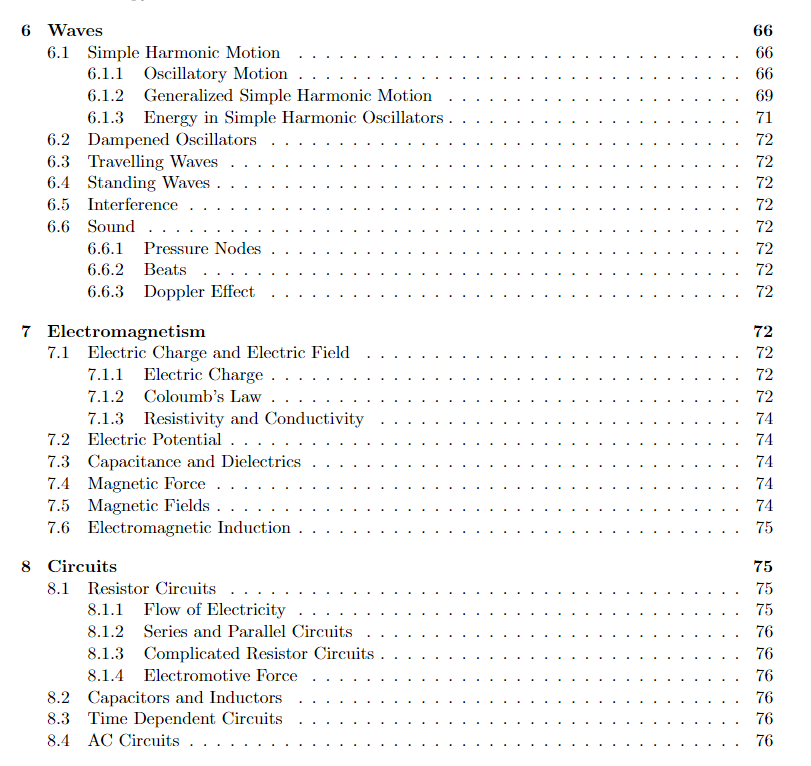 6 Waves 66
6.1 Simple Harmonic Motion . . . . . . . . . . . . . . . . . . . . . . . . . . . . . . . . . 66
6.1.1 Oscillatory Motion . . . . . . . . . . . . . . . . . . . . . . . . . . . . . . . . . 66
6.1.2 Generalized Simple Harmonic Motion . . . . . . . . . . . . . . . . . . . . . . 69
6.1.3 Energy in Simple Harmonic Oscillators . . . . . . . . . . . . . . . . . . . . . . 71
6.2 Dampened Oscillators . . . . . . . . . . . . . . . . . . . . . . . . . . . . . . . . . . . 72
6.3 Travelling Waves . . . . . . . . . . . . . . . . . . . . . . . . . . . . . . . . . . . . . . 72
6.4 Standing Waves . . . . . . . . . . . . . . . . . . . . . . . . . . . . . . . . . . . . . . . 72
6.5 Interference . . . . . . . . . . . . . . . . . . . . . . . . . . . . . . . . . . . . . . . . . 72
6.6 Sound . . . . . . . . . . . . . . . . . . . . . . . . . . . . . . . . . . . . . . . . . . . . 72
6.6.1 Pressure Nodes . . . . . . . . . . . . . . . . . . . . . . . . . . . . . . . . . . . 72
6.6.2 Beats . . . . . . . . . . . . . . . . . . . . . . . . . . . . . . . . . . . . . . . . 72
6.6.3 Doppler Effect . . . . . . . . . . . . . . . . . . . . . . . . . . . . . . . . . . . 72
7 Electromagnetism 72
7.1 Electric Charge and Electric Field . . . . . . . . . . . . . . . . . . . . . . . . . . . . 72
7.1.1 Electric Charge . . . . . . . . . . . . . . . . . . . . . . . . . . . . . . . . . . . 72
7.1.2 Coloumb's Law . . . . . . . . . . . . . . . . . . . . . . . . . . . . . . . . . . . 72
7.1.3 Resistivity and Conductivity . . . . . . . . . . . . . . . . . . . . . . . . . . . 74
7.2 Electric Potential . . . . . . . . . . . . . . . . . . . . . . . . . . . . . . . . . . . . . . 74
7.3 Capacitance and Dielectrics . . . . . . . . . . . . . . . . . . . . . . . . . . . . . . . . 74
7.4 Magnetic Force . . . . . . . . . . . . . . . . . . . . . . . . . . . . . . . . . . . . . . . 74
7.5 Magnetic Fields . . . . . . . . . . . . . . . . . . . . . . . . . . . . . . . . . . . . . . . 74
7.6 Electromagnetic Induction . . . . . . . . . . . . . . . . . . . . . . . . . . . . . . . . . 75
8 Circuits 75
8.1 Resistor Circuits . . . . . . . . . . . . . . . . . . . . . . . . . . . . . . . . . . . . . . 75
8.1.1 Flow of Electricity . . . . . . . . . . . . . . . . . . . . . . . . . . . . . . . . . 75
8.1.2 Series and Parallel Circuits . . . . . . . . . . . . . . . . . . . . . . . . . . . . 76
8.1.3 Complicated Resistor Circuits . . . . . . . . . . . . . . . . . . . . . . . . . . . 76
8.1.4 Electromotive Force . . . . . . . . . . . . . . . . . . . . . . . . . . . . . . . . 76
8.2 Capacitors and Inductors . . . . . . . . . . . . . . . . . . . . . . . . . . . . . . . . . 76
8.3 Time Dependent Circuits . . . . . . . . . . . . . . . . . . . . . . . . . . . . . . . . . 76
8.4 AC Circuits . . . . . . . . . . . . . . . . . . . . . . . . . . . . . . . . . . . . . . . . . 76